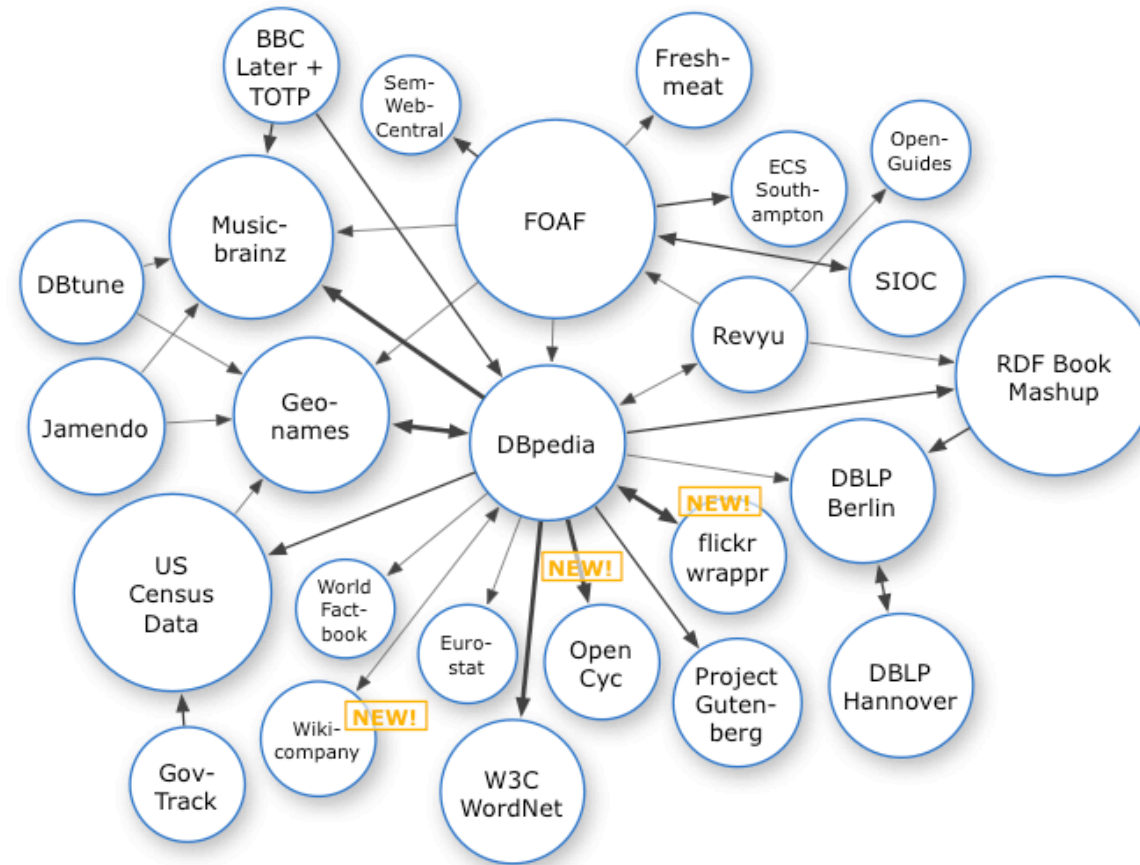 BBC
Later +
TOTP
Sem-
Web-
Central
Fresh-
meat
Open-
Guides
ECS
South-
ampton
FOAF
Music-
brainz
DBtune
SIOC
Revyu
RDF Book
Mashup
Jamendo
Geo-
names
DBpedia
DBLP
Berlin
NEW!
flickr
wrappr
NEW!
US
Census
Data
World
Fact-
book
Euro-
stat
Open
Cyc
Project
Guten-
berg
DBLP
Hannover
NEW!
Wiki-
company
Gov-
Track
W3C
WordNet